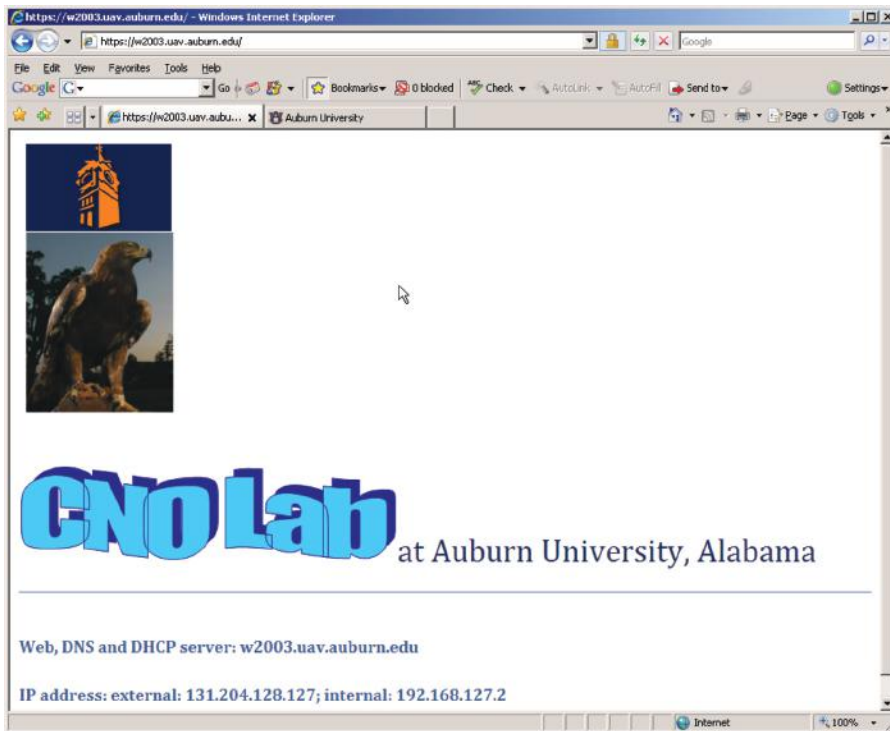 https://w2003.uav.auburn.edu/ - Windows Internet Explorer
https://w2003.uav.auburn.edu/
Google
File Edit View Favorites Tools Help
Google G Go Bookmarks 0 blocked ABC Check AutoLink AutoFill Send to Settings
https://w2003.uav.aubu... Auburn University Page Tools
CNO Lab at Auburn University, Alabama
Web, DNS and DHCP server: w2003.uav.auburn.edu
IP address: external: 131.204.128.127; internal: 192.168.127.2
Internet 100%